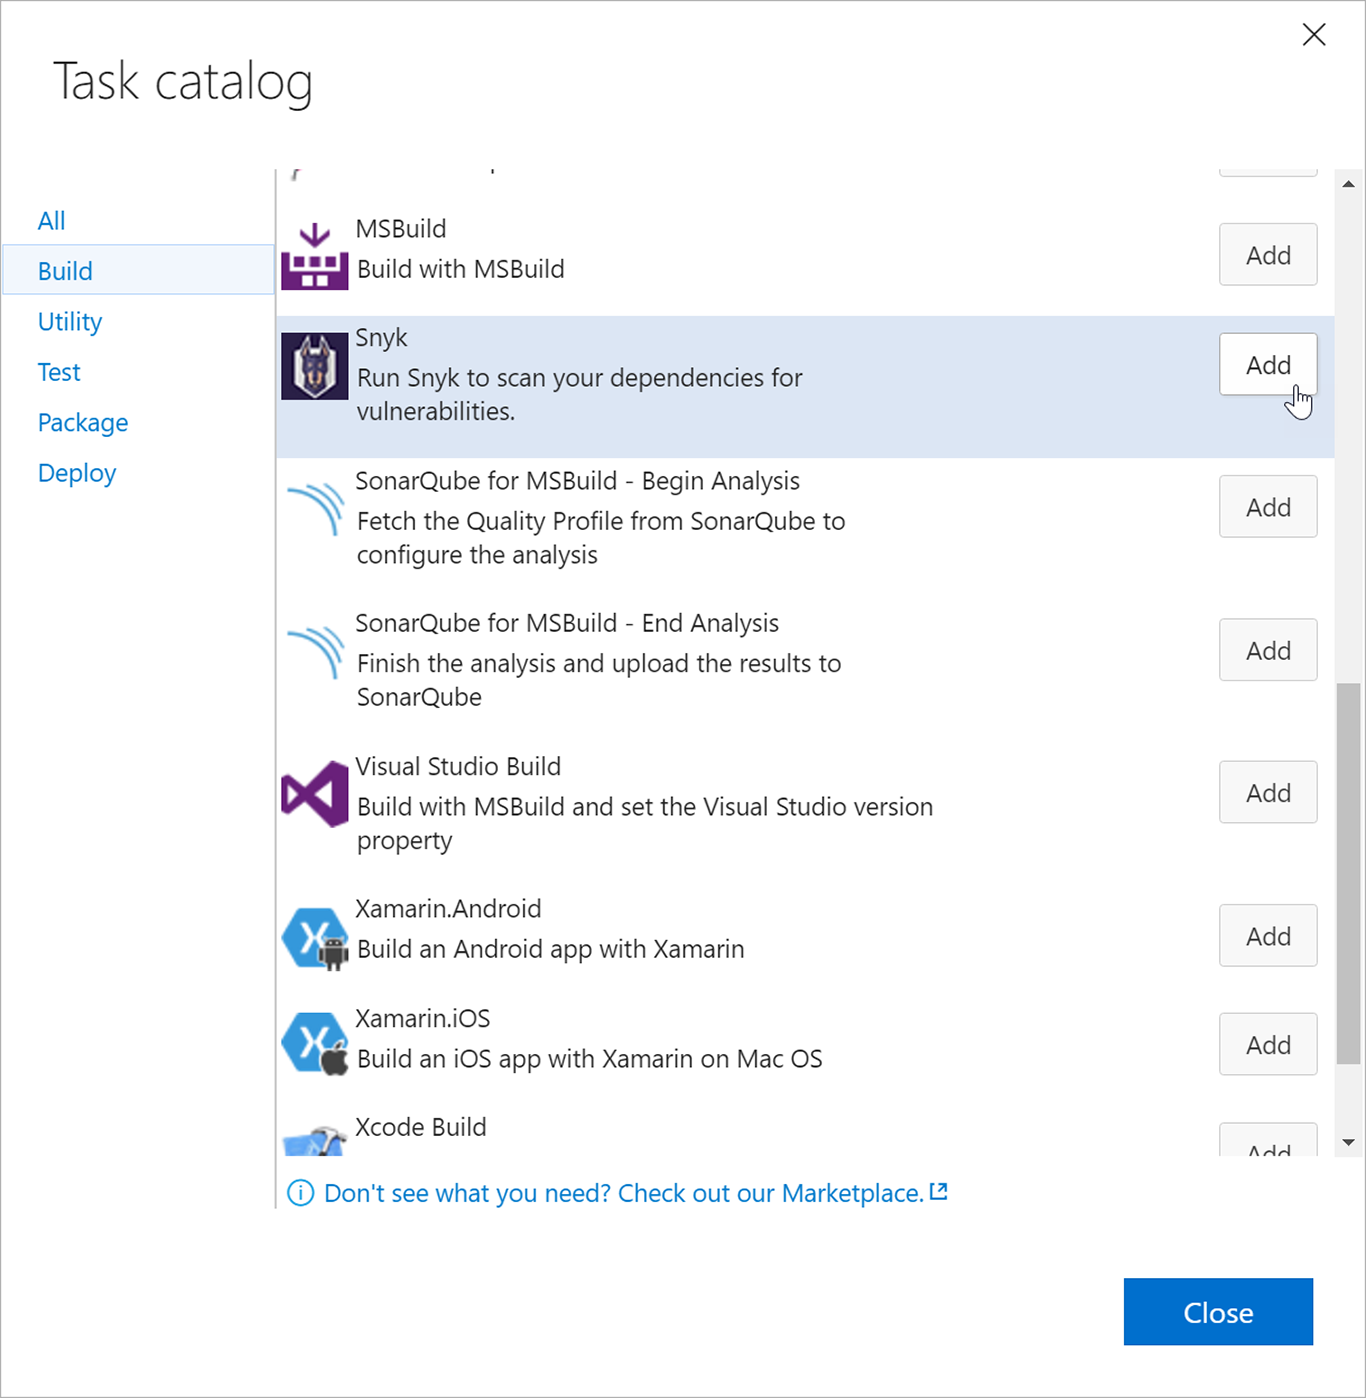 Task catalog
All
Build
Utility
Test
Package
Deploy
MSBuild
Build with MSBuild
Add
Snyk
Run Snyk to scan your dependencies for
vulnerabilities.
Add
SonarQube for MSBuild - Begin Analysis
Fetch the Quality Profile from SonarQube to
configure the analysis
Add
SonarQube for MSBuild - End Analysis
Finish the analysis and upload the results to
SonarQube
Add
Visual Studio Build
Build with MSBuild and set the Visual Studio version
property
Add
Xamarin.Android
Build an Android app with Xamarin
Add
Xamarin.iOS
Build an iOS app with Xamarin on Mac OS
Add
Xcode Build
Add
Don't see what you need? Check out our Marketplace.
Close